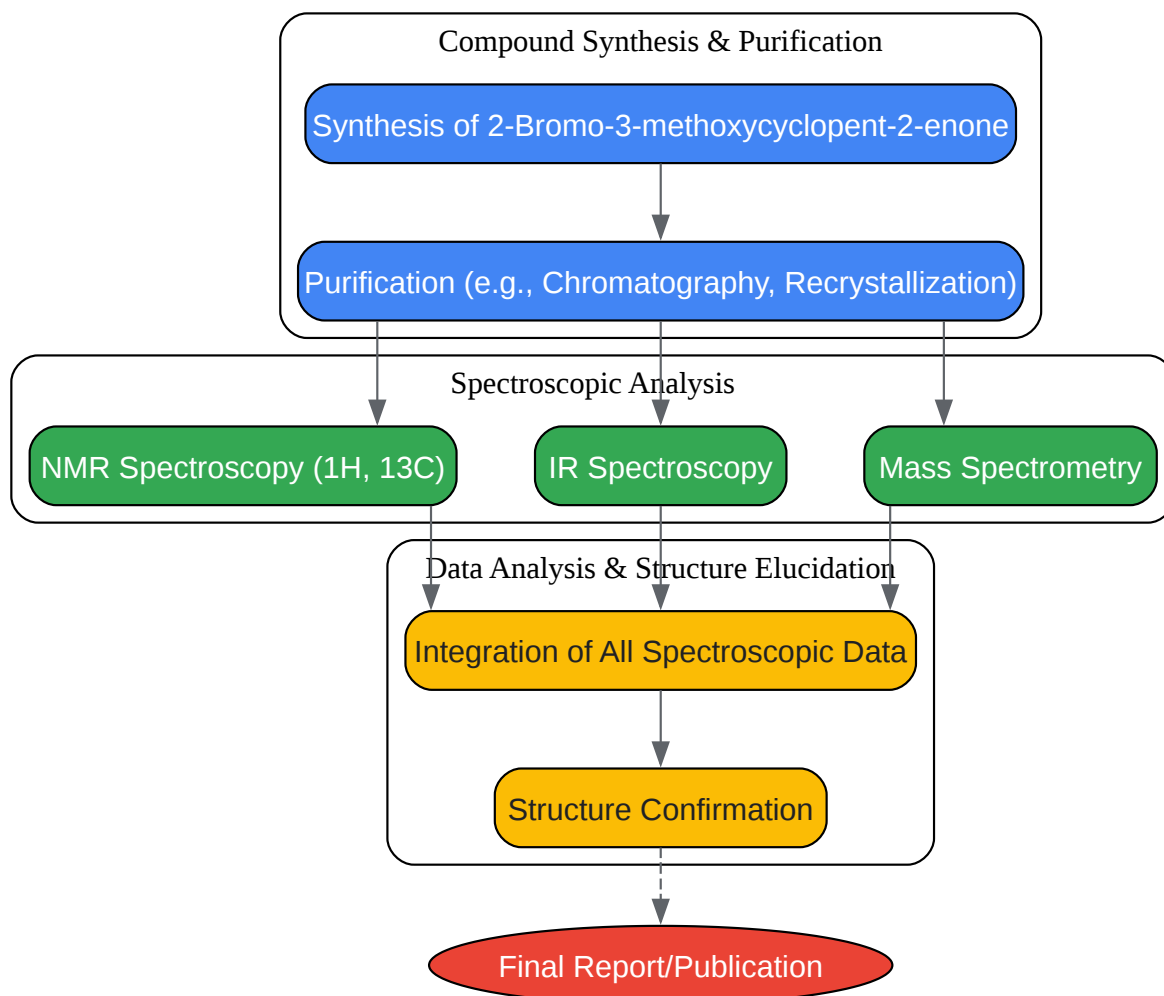 Compound Synthesis & Purification
Synthesis of 2-Bromo-3-methoxycyclopent-2-enone
Purification (e.g., Chromatography, Recrystallization)
Spectroscopic Analysis
NMR Spectroscopy (1H, 13C)
IR Spectroscopy
Mass Spectrometry
Data Analysis & Structure Elucidation
Integration of All Spectroscopic Data
Structure Confirmation
Final Report/Publication